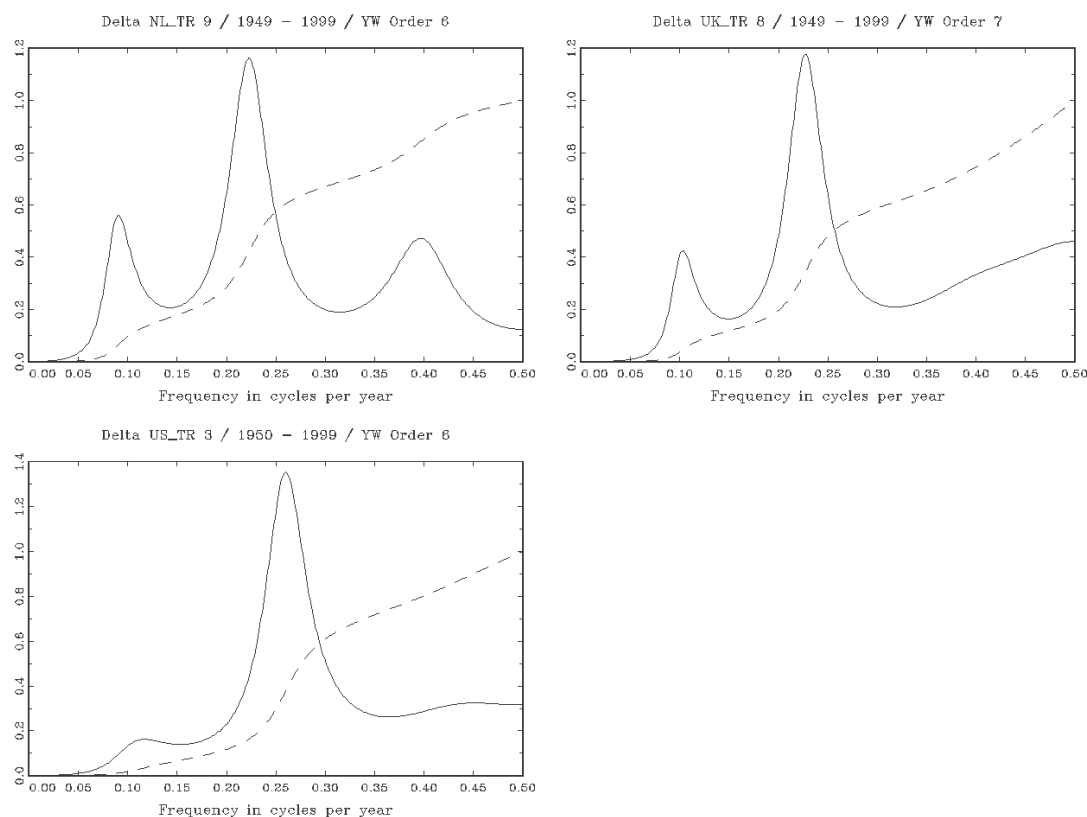 Delta NL_TR 9 / 1949 - 1999 / YW Order 6
1.2
1.0
0.8
0.6
0.4
0.2
0.0
0.00 0.05 0.10 0.15 0.20 0.25 0.30 0.35 0.40 0.45 0.50
Frequency in cycles per year
Delta UK_TR 8 / 1949 - 1999 / YW Order 7
1.2
1.0
0.8
0.6
0.4
0.2
0.0
0.00 0.05 0.10 0.15 0.20 0.25 0.30 0.35 0.40 0.45 0.50
Frequency in cycles per year
Delta US_TR 3 / 1950 - 1999 / YW Order 6
1.4
1.2
1.0
0.8
0.6
0.4
0.2
0.0
0.00 0.05 0.10 0.15 0.20 0.25 0.30 0.35 0.40 0.45 0.50
Frequency in cycles per year